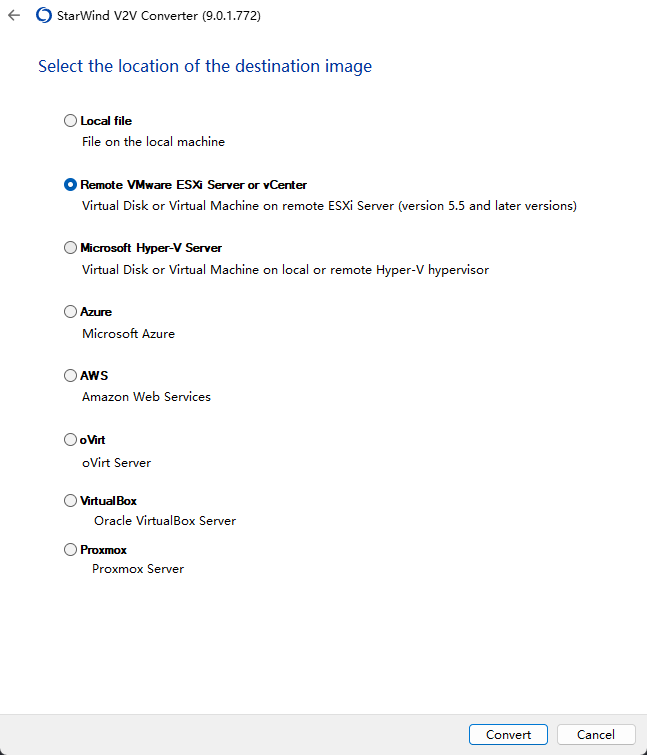 StarWind V2V Converter (9.0.1.772)
Select the location of the destination image
Local file
File on the local machine
Remote VMware ESXi Server or vCenter
Virtual Disk or Virtual Machine on remote ESXi Server (version 5.5 and later versions)
Microsoft Hyper-V Server
Virtual Disk or Virtual Machine on local or remote Hyper-V hypervisor
Azure
Microsoft Azure
AWS
Amazon Web Services
oVirt
oVirt Server
VirtualBox
Oracle VirtualBox Server
Proxmox
Proxmox Server
Convert Cancel